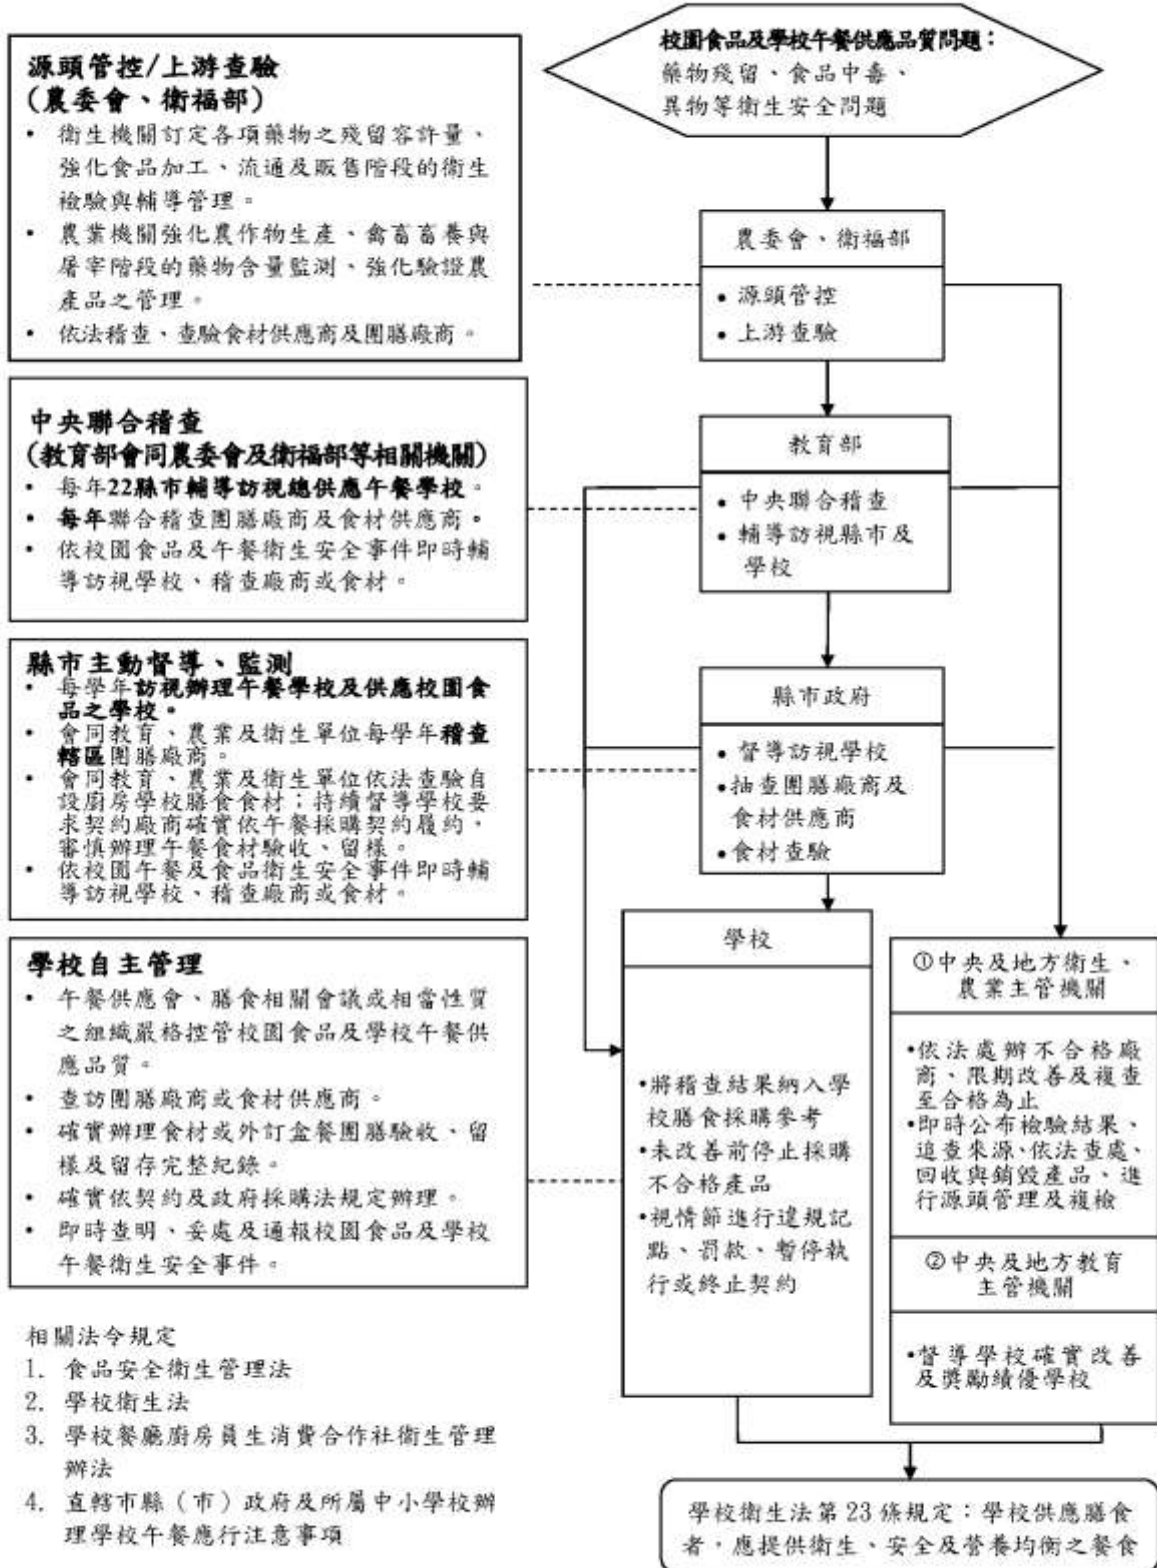 源頭管控/上游查驗
(農委會、衛福部)
• 衛生機關訂定各項藥物之殘留容許量、
強化食品加工、流通及販售階段的衛生
檢驗與輔導管理。
• 農業機關強化農作物生產、禽畜畜養與
屠宰階段的藥物含量監測、強化驗證農
產品之管理。
• 依法稽查、查驗食材供應商及團膳廠商。
中央聯合稽查
(教育部會同農委會及衛福部等相關機關)
• 每年22縣市輔導訪視總供應午餐學校。
• 每年聯合稽查團膳廠商及食材供應商。
• 依校園食品及午餐衛生安全事件即時輔
導訪視學校、稽查廠商或食材。
縣市主動督導、監測
• 每學年訪視辦理午餐學校及供應校園食
品之學校。
• 會同教育、農業及衛生單位每學年稽查
轄區團膳廠商。
• 會同教育、農業及衛生單位依法查驗自
設廚房學校膳食食材；持續督導學校要
求契約廠商確實依午餐採購契約履約，
審慎辦理午餐食材驗收、留樣。
• 依校園午餐及食品衛生安全事件即時輔
導訪視學校、稽查廠商或食材。
學校自主管理
• 午餐供應會、膳食相關會議或相當性質
之組織嚴格控管校園食品及學校午餐供
應品質。
• 查訪團膳廠商或食材供應商。
• 確實辦理食材或外訂盒餐團膳驗收、留
樣及留存完整紀錄。
• 確實依契約及政府採購法規定辦理。
• 即時查明、妥處及通報校園食品及學校
午餐衛生安全事件。
相關法令規定
1. 食品安全衛生管理法
2. 學校衛生法
3. 學校餐廳廚房員生消費合作社衛生管理
辦法
4. 直轄市縣（市）政府及所屬中小學校辦
理學校午餐應行注意事項
校園食品及學校午餐供應品質問題：
藥物殘留、食品中毒、
異物等衛生安全問題
農委會、衛福部
• 源頭管控
• 上游查驗
教育部
• 中央聯合稽查
• 輔導訪視縣市及
學校
縣市政府
• 督導訪視學校
•抽查團膳廠商及
食材供應商
•食材查驗
學校
•將稽查結果納入學
校膳食採購參考
•未改善前停止採購
不合格產品
•視情節進行違規記
點、罰款、暫停執
行或終止契約
①中央及地方衛生、
農業主管機關
•依法處辦不合格廠
商、限期改善及複查
至合格為止
•即時公布檢驗結果、
追查來源、依法查處、
回收與銷毀產品、進
行源頭管理及複檢
②中央及地方教育
主管機關
•督導學校確實改善
及獎勵績優學校
學校衛生法第 23 條規定：學校供應膳食
者，應提供衛生、安全及營養均衡之餐食